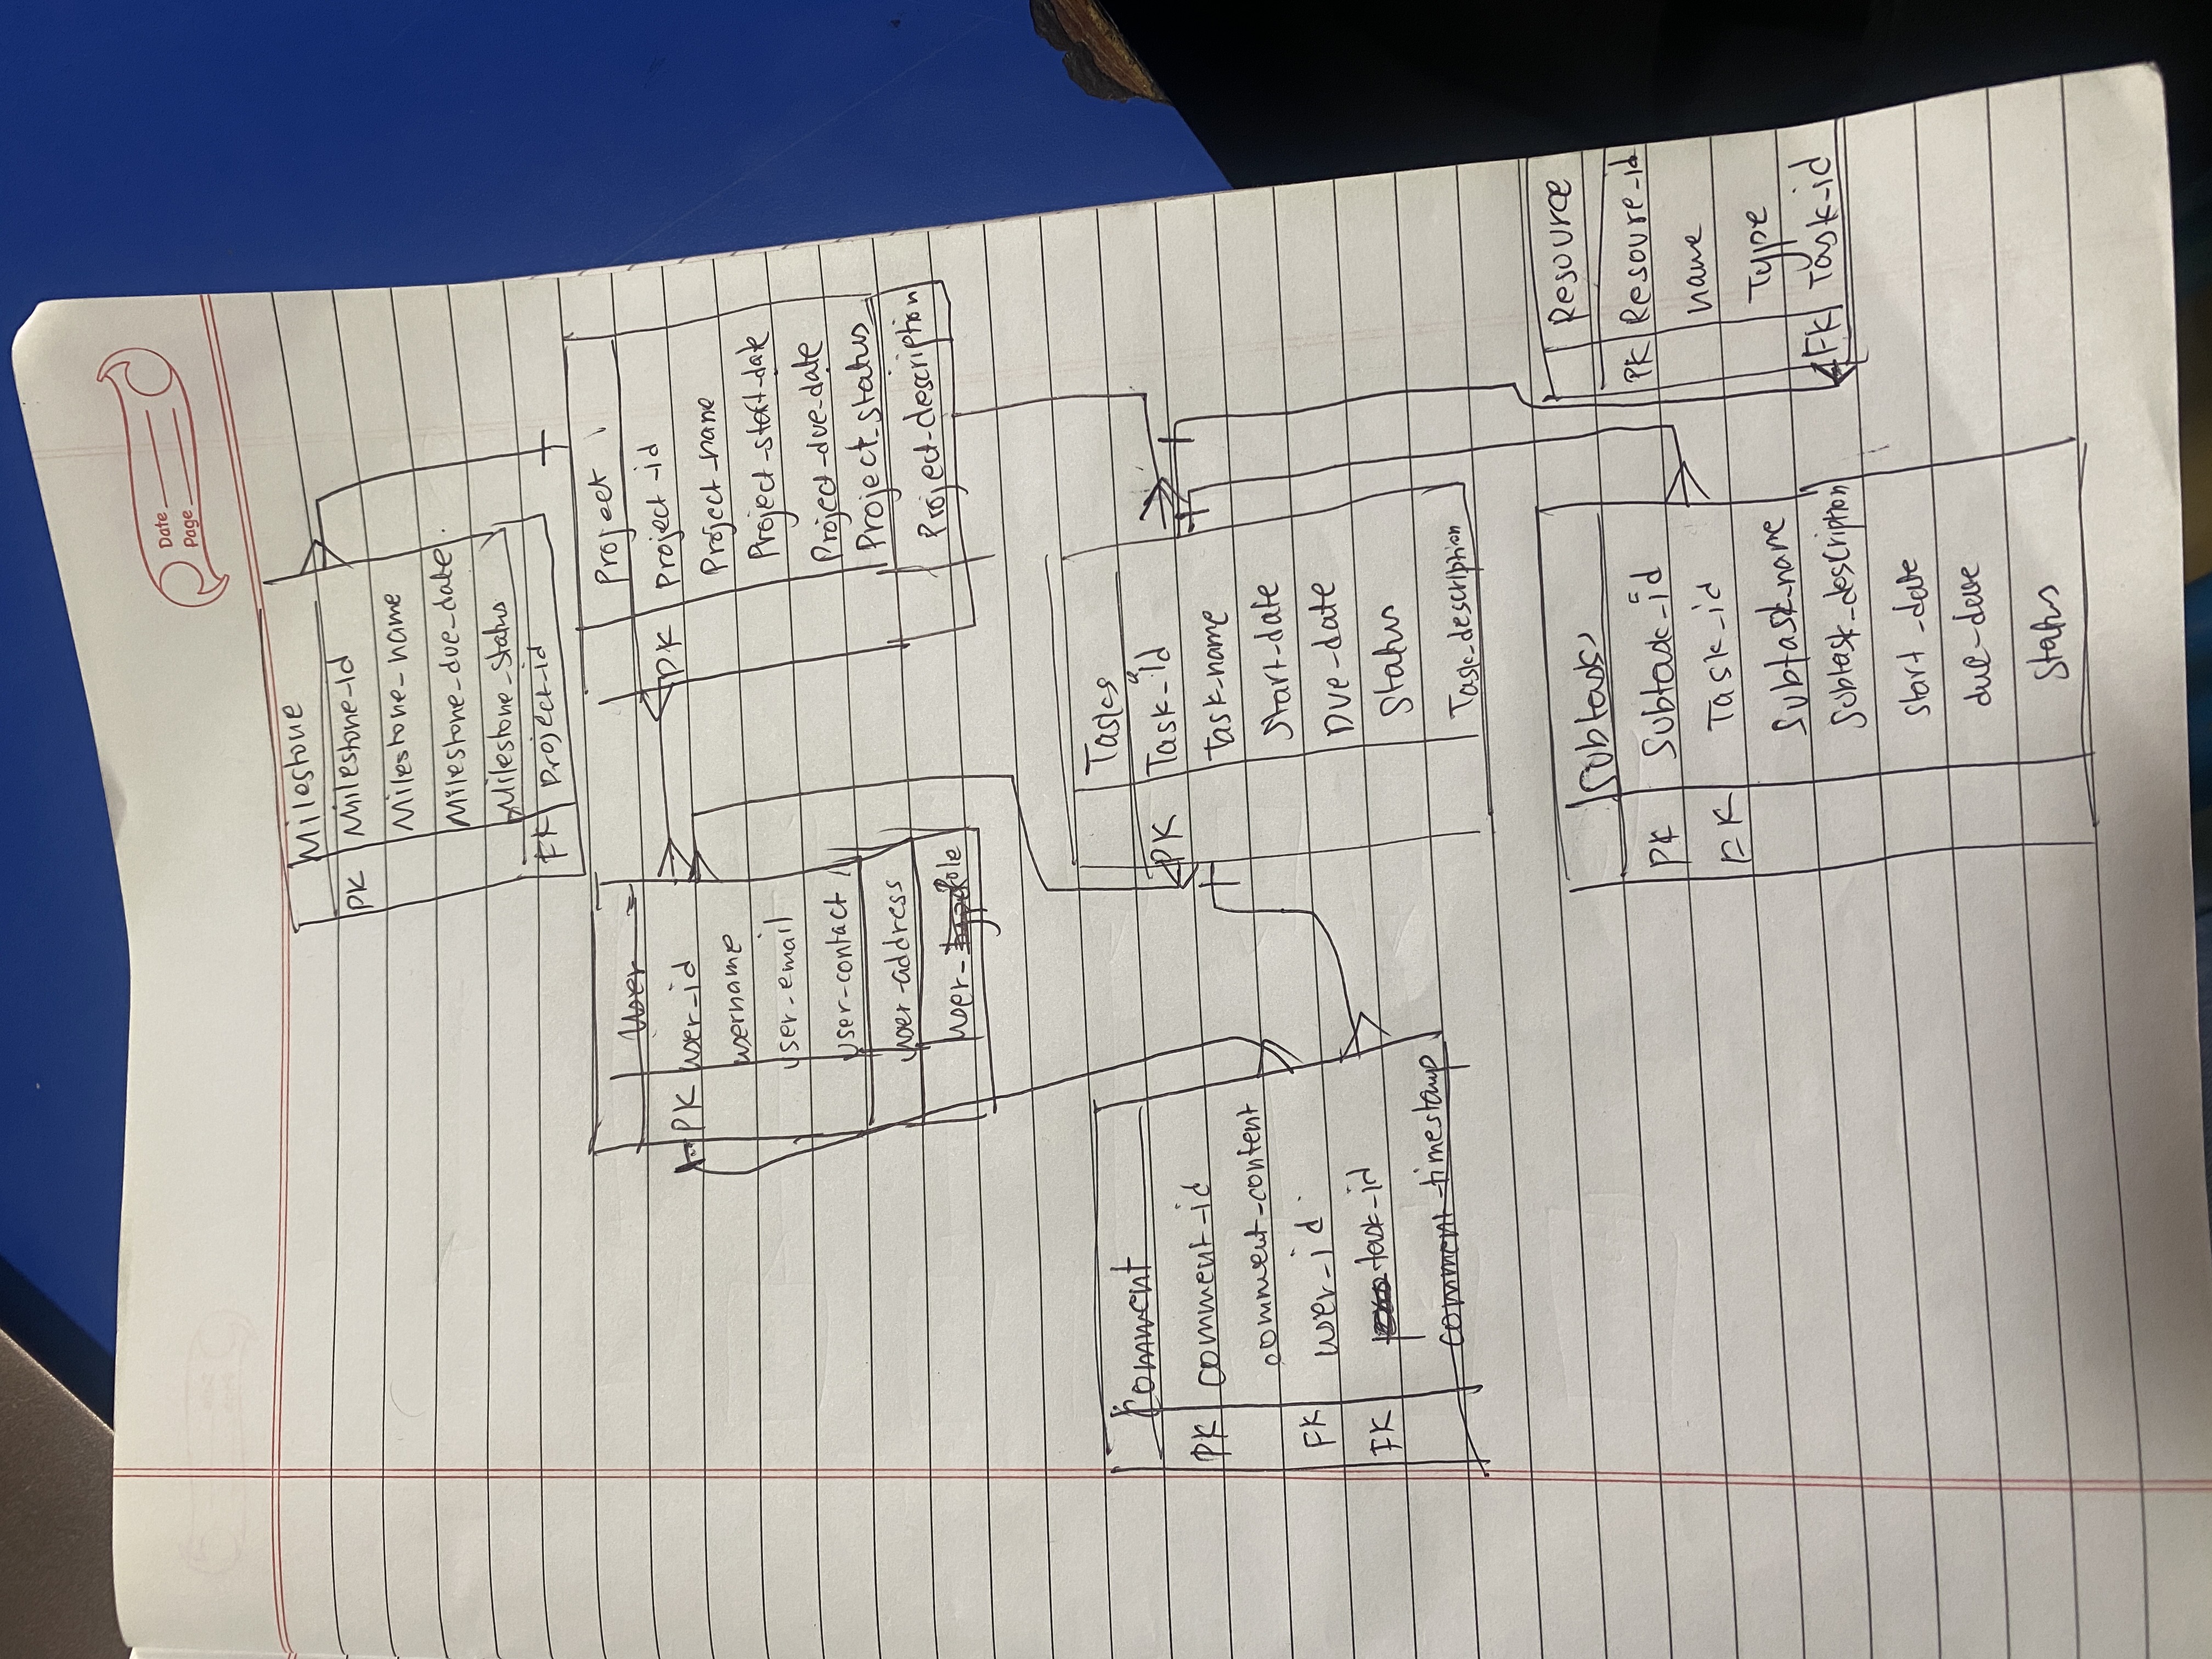 Date
Page
Milestone
PK Milestone-Id
Milestone-name
Milestone-due-date
Milestone-status
FK Project-id
User
PK user-id
username
user-email
user-contact
user-address
user-Role
Project
PK Project-id
Project-name
Project-start-date
Project-due-date
Project-status
Project-description
Comment
PK comment-id
comment-content
FK user-id
FK task-id
comment-timestamp
Tasks
PK Task-id
Task-name
Start-date
Due-date
Status
Task-description
Subtasks
PK Subtask-id
FK Task-id
Subtask-name
Subtask-description
start-date
due-date
Status
Resource
PK Resoure-id
name
Type
FK Task-id